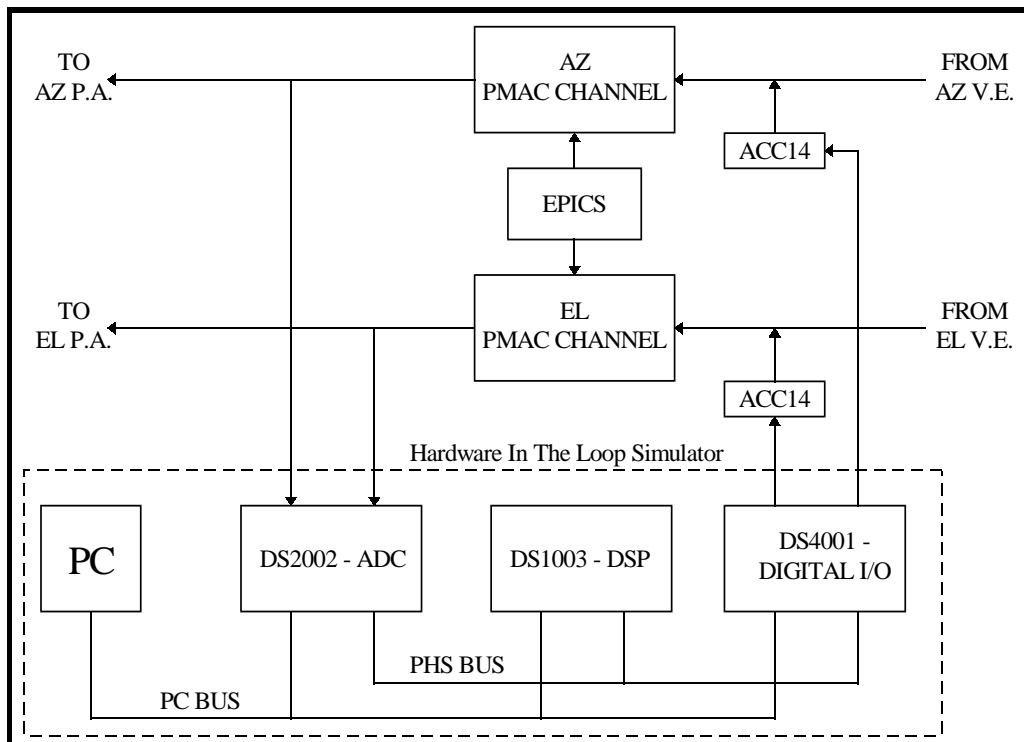 TO
AZ P.A.
AZ
PMAC CHANNEL
FROM
AZ V.E.
ACC14
EPICS
TO
EL P.A.
EL
PMAC CHANNEL
FROM
EL V.E.
ACC14
Hardware In The Loop Simulator
PC
DS2002 - ADC
DS1003 - DSP
DS4001 -
DIGITAL I/O
PHS BUS
PC BUS